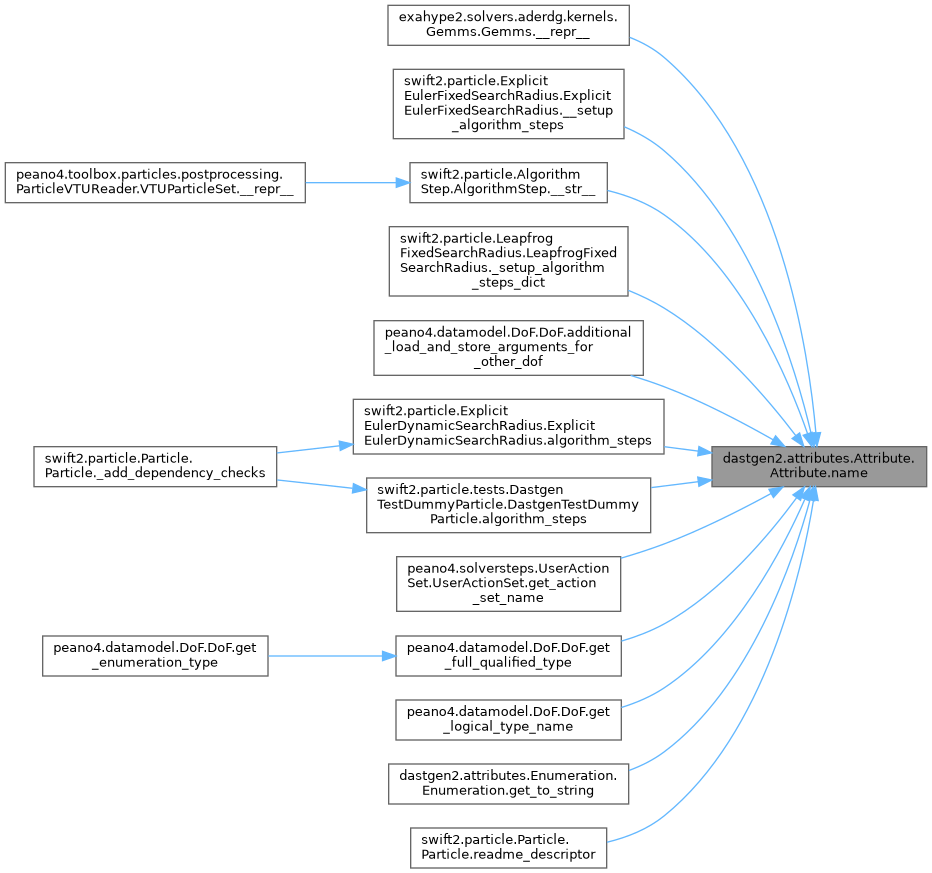 exahype2.solvers.aderdg.kernels.
Gemms.Gemms.__repr__
swift2.particle.Explicit
EulerFixedSearchRadius.Explicit
EulerFixedSearchRadius.__setup
_algorithm_steps
peano4.toolbox.particles.postprocessing.
ParticleVTUReader.VTUParticleSet.__repr__
swift2.particle.Algorithm
Step.AlgorithmStep.__str__
swift2.particle.Leapfrog
FixedSearchRadius.LeapfrogFixed
SearchRadius._setup_algorithm
_steps_dict
peano4.datamodel.DoF.DoF.additional
_load_and_store_arguments_for
_other_dof
swift2.particle.Explicit
EulerDynamicSearchRadius.Explicit
EulerDynamicSearchRadius.algorithm_steps
swift2.particle.Particle.
Particle._add_dependency_checks
dastgen2.attributes.Attribute.
Attribute.name
swift2.particle.tests.Dastgen
TestDummyParticle.DastgenTestDummy
Particle.algorithm_steps
peano4.solversteps.UserAction
Set.UserActionSet.get_action
_set_name
peano4.datamodel.DoF.DoF.get
_enumeration_type
peano4.datamodel.DoF.DoF.get
_full_qualified_type
peano4.datamodel.DoF.DoF.get
_logical_type_name
dastgen2.attributes.Enumeration.
Enumeration.get_to_string
swift2.particle.Particle.
Particle.readme_descriptor